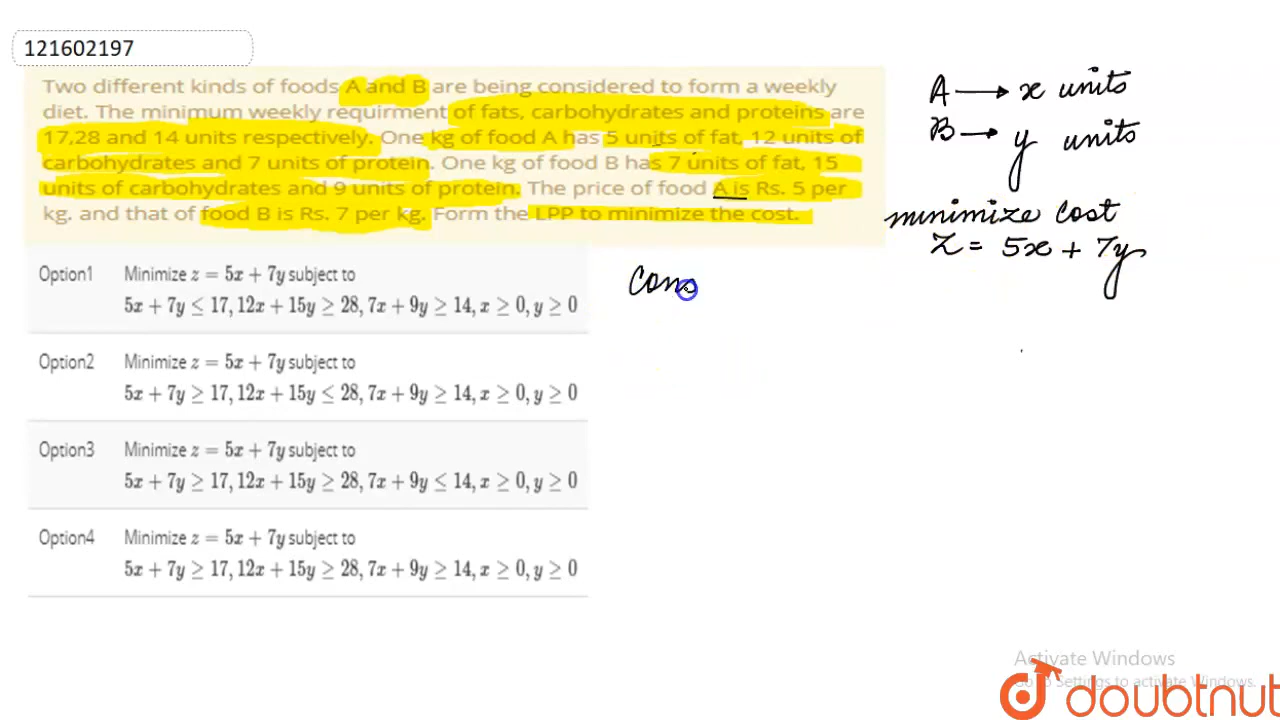 121602197
Two different kinds of foods A and B are being considered to form a weekly
diet. The minimum weekly requirment of fats, carbohydrates and proteins are
17,28 and 14 units respectively. One kg of food A has 5 units of fat, 12 units of
carbohydrates and 7 units of protein. One kg of food B has 7 units of fat, 15
units of carbohydrates and 9 units of protein. The price of food A is Rs. 5 per
kg. and that of food B is Rs. 7 per kg. Form the LPP to minimize the cost.
A → x units
B → y units
minimize cost
Z = 5x + 7y
Cons
Option1 Minimize z = 5x + 7y subject to
5x + 7y ≤ 17, 12x + 15y ≥ 28, 7x + 9y ≥ 14, x ≥ 0, y ≥ 0
Option2 Minimize z = 5x + 7y subject to
5x + 7y ≥ 17, 12x + 15y ≤ 28, 7x + 9y ≥ 14, x ≥ 0, y ≥ 0
Option3 Minimize z = 5x + 7y subject to
5x + 7y ≥ 17, 12x + 15y ≥ 28, 7x + 9y ≤ 14, x ≥ 0, y ≥ 0
Option4 Minimize z = 5x + 7y subject to
5x + 7y ≥ 17, 12x + 15y ≥ 28, 7x + 9y ≥ 14, x ≥ 0, y ≥ 0
Activate Windows
Go to Settings to activate Windows.
doubtnut